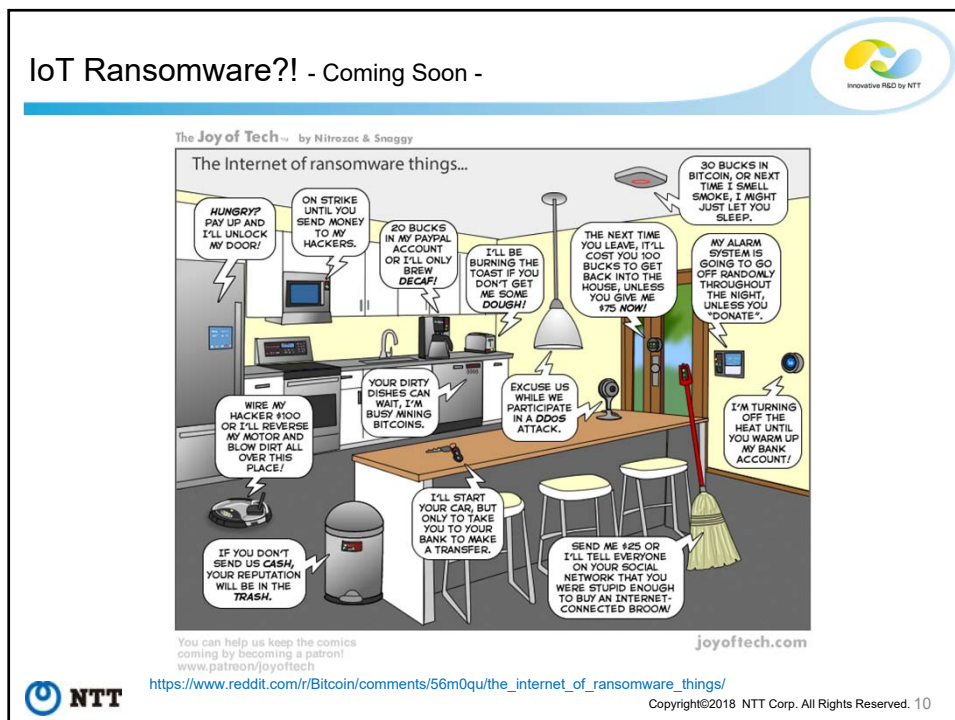 IoT Ransomware?! - Coming Soon -
Innovative R&D by NTT
The Joy of Tech™ by Nitrozac & Snaggy
The Internet of ransomware things...
HUNGRY?
PAY UP AND
I'LL UNLOCK
MY DOOR!
ON STRIKE
UNTIL YOU
SEND MONEY
TO MY
HACKERS.
20 BUCKS
IN MY PAYPAL
ACCOUNT
OR I'LL ONLY
BREW
DECAF!
I'LL BE
BURNING THE
TOAST IF YOU
DON'T GET
ME SOME
DOUGH!
THE NEXT TIME
YOU LEAVE, IT'LL
COST YOU 100
BUCKS TO GET
BACK INTO THE
HOUSE, UNLESS
YOU GIVE ME
$75 NOW!
30 BUCKS IN
BITCOIN, OR NEXT
TIME I SMELL
SMOKE, I MIGHT
JUST LET YOU
SLEEP.
MY ALARM
SYSTEM IS
GOING TO GO
OFF RANDOMLY
THROUGHOUT
THE NIGHT,
UNLESS YOU
"DONATE".
WIRE MY
HACKER $100
OR I'LL REVERSE
MY MOTOR AND
BLOW DIRT ALL
OVER THIS
PLACE!
YOUR DIRTY
DISHES CAN
WAIT, I'M
BUSY MINING
BITCOINS.
EXCUSE US
WHILE WE
PARTICIPATE
IN A DDOS
ATTACK.
I'M TURNING
OFF THE
HEAT UNTIL
YOU WARM UP
MY BANK
ACCOUNT!
IF YOU DON'T
SEND US CASH,
YOUR REPUTATION
WILL BE IN THE
TRASH.
I'LL START
YOUR CAR, BUT
ONLY TO TAKE
YOU TO YOUR
BANK TO MAKE
A TRANSFER.
SEND ME $25 OR
I'LL TELL EVERYONE
ON YOUR SOCIAL
NETWORK THAT YOU
WERE STUPID ENOUGH
TO BUY AN INTERNET-
CONNECTED BROOM!
You can help us keep the comics
coming by becoming a patron!
www.patreon/joyoftech
joyoftech.com
https://www.reddit.com/r/Bitcoin/comments/56m0qu/the_internet_of_ransomware_things/
NTT
Copyright©2018 NTT Corp. All Rights Reserved. 10